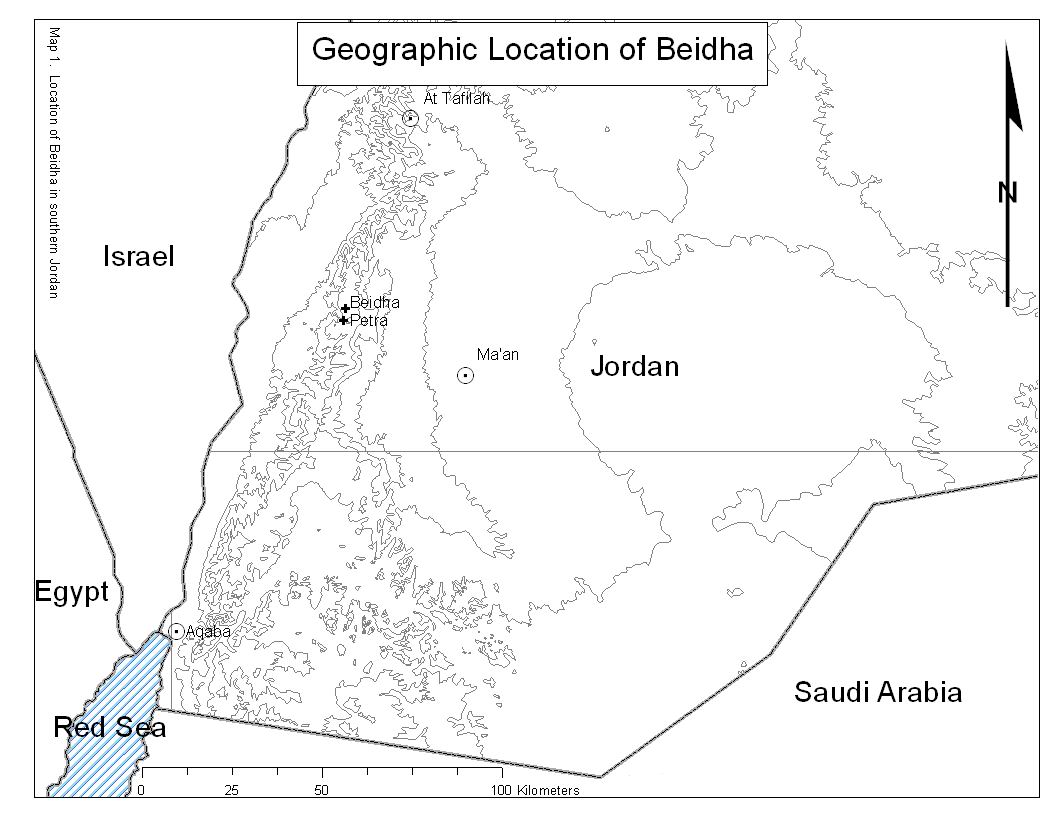 Geographic Location of Beidha
Map 1.  Location of Beidha in southern Jordan
At Tafilah
N
Israel
Beidha
Petra
Ma'an
Jordan
Egypt
Aqaba
Saudi Arabia
Red Sea
0 25 50 100 Kilometers